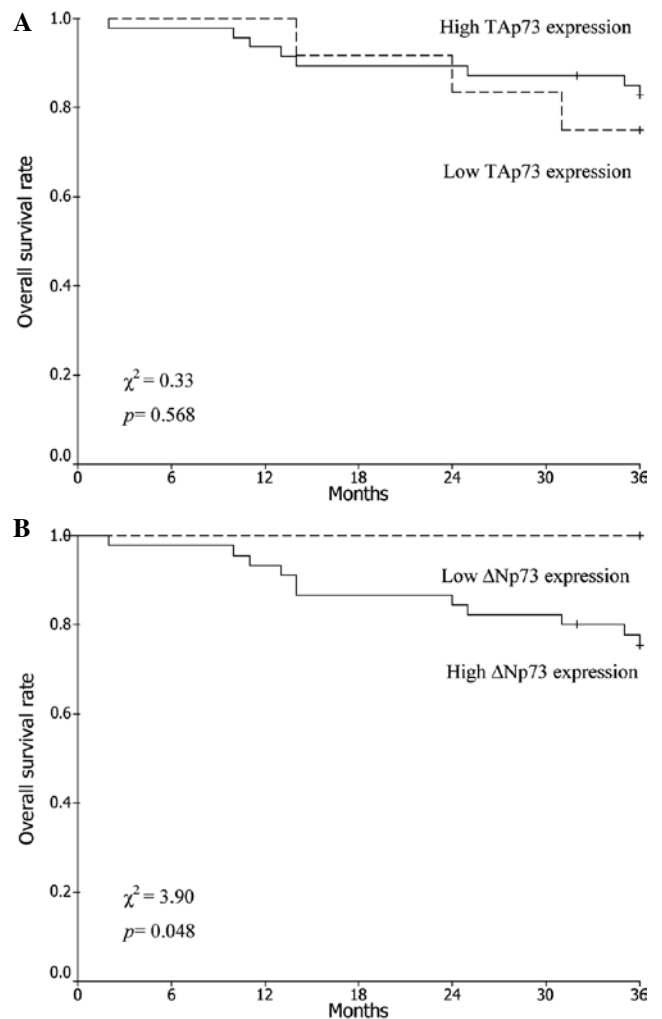 A
High TAp73 expression
Low TAp73 expression
Overall survival rate
1.0
0.8
0.6
0.4
0.2
0.0
χ² = 0.33
p= 0.568
0 6 12 18 24 30 36
Months
B
Low ΔNp73 expression
High ΔNp73 expression
Overall survival rate
1.0
0.8
0.6
0.4
0.2
0.0
χ² = 3.90
p= 0.048
0 6 12 18 24 30 36
Months